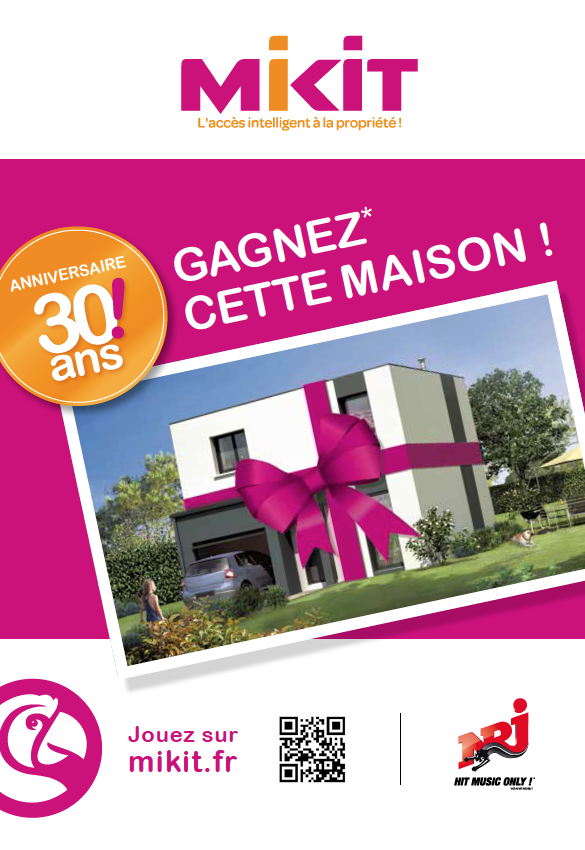 MiKiT
L'accès intelligent à la propriété !
GAGNEZ*
CETTE MAISON !
ANNIVERSAIRE
30!
ans
Jouez sur
mikit.fr
NRJ
HIT MUSIC ONLY !